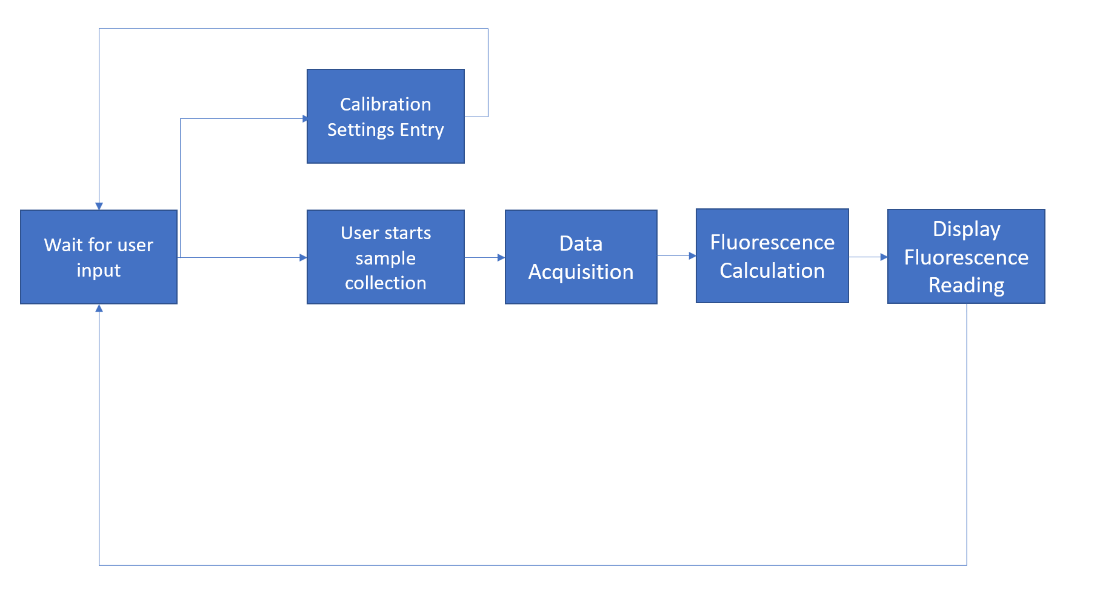 Calibration
Settings Entry
Wait for user
input
User starts
sample
collection
Data
Acquisition
Fluorescence
Calculation
Display
Fluorescence
Reading